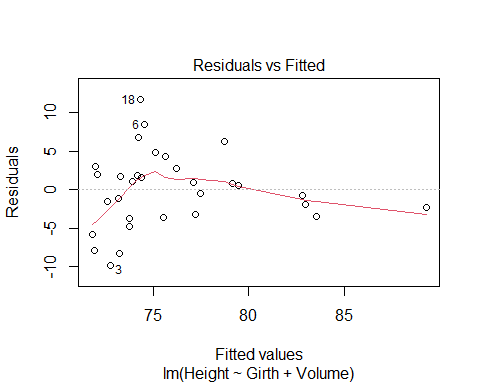 Residuals vs Fitted
Residuals
10
5
0
-5
-10
18
6
3
75
80
85
Fitted values
lm(Height ~ Girth + Volume)